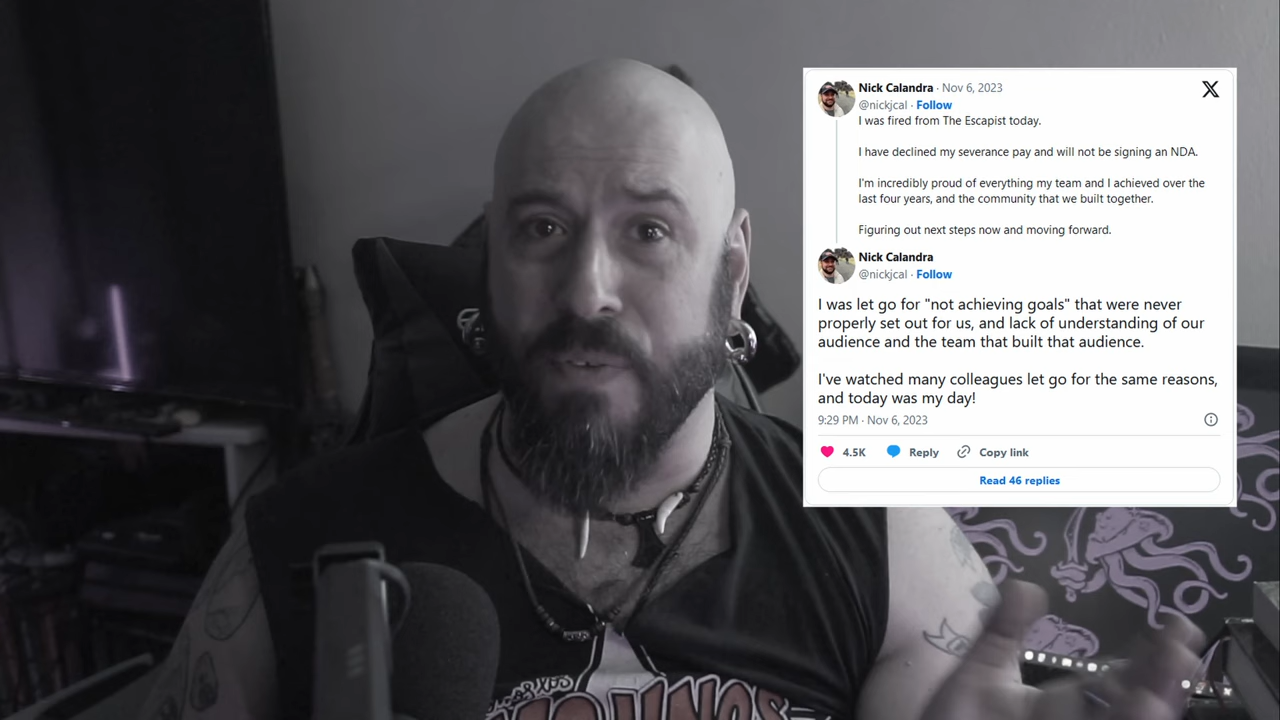 Nick Calandra · Nov 6, 2023
@nickjcal · Follow
I was fired from The Escapist today.
I have declined my severance pay and will not be signing an NDA.
I'm incredibly proud of everything my team and I achieved over the
last four years, and the community that we built together.
Figuring out next steps now and moving forward.
Nick Calandra
@nickjcal · Follow
I was let go for "not achieving goals" that were never
properly set out for us, and lack of understanding of our
audience and the team that built that audience.
I've watched many colleagues let go for the same reasons,
and today was my day!
9:29 PM · Nov 6, 2023
4.5K Reply Copy link
Read 46 replies